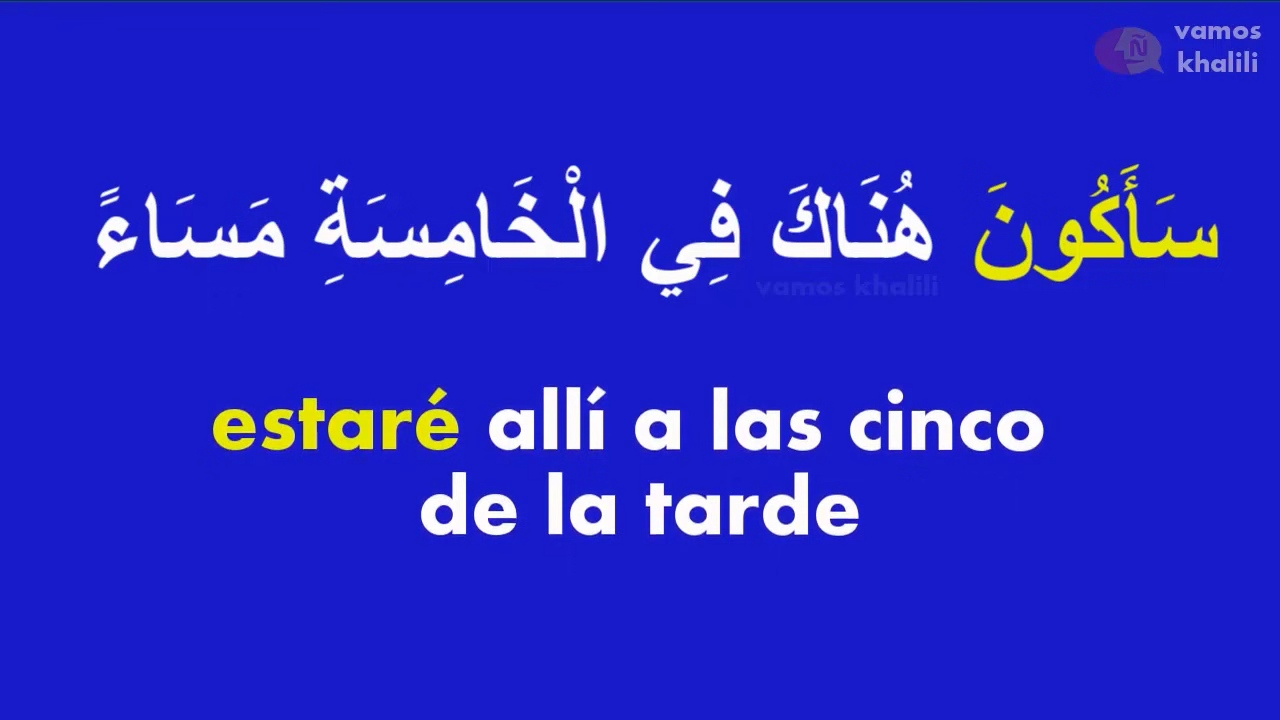 vamos
khalili
Ñ
سَأَكُونَ هُنَاكَ فِي الْخَامِسَةِ مَسَاءً
vamos khalili
estaré allí a las cinco
de la tarde